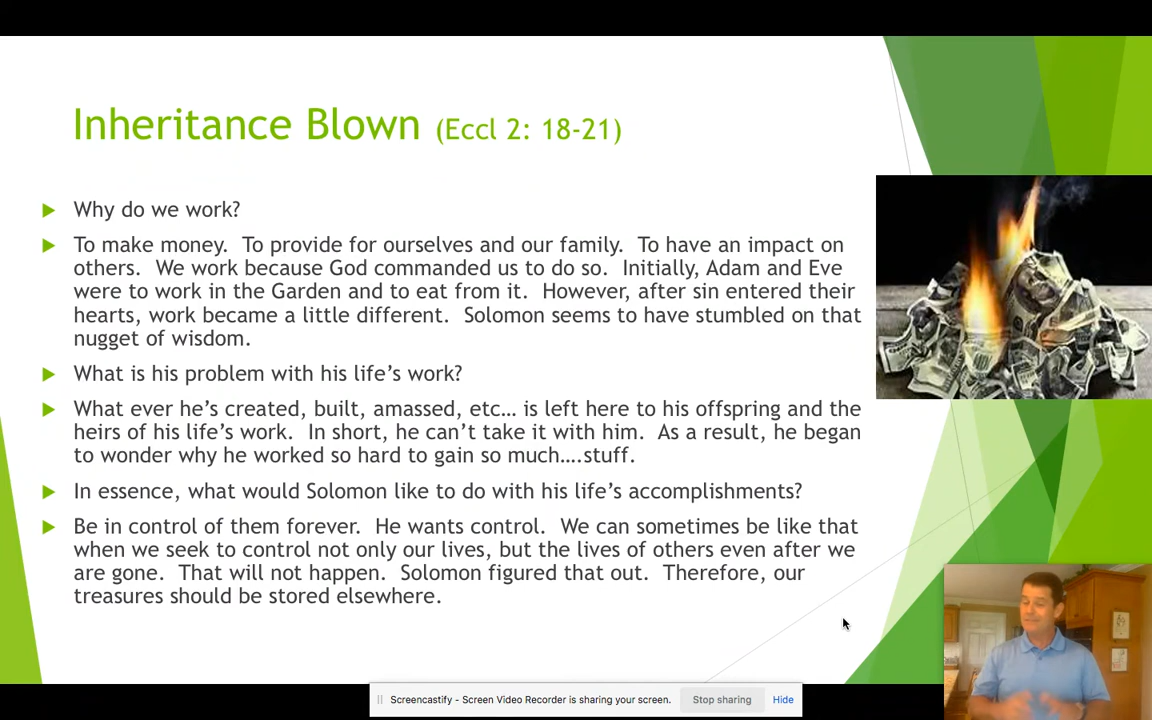 Inheritance Blown (Eccl 2: 18-21)
Why do we work?
To make money.  To provide for ourselves and our family.  To have an impact on
others.  We work because God commanded us to do so.  Initially, Adam and Eve
were to work in the Garden and to eat from it.  However, after sin entered their
hearts, work became a little different.  Solomon seems to have stumbled on that
nugget of wisdom.
What is his problem with his life’s work?
What ever he’s created, built, amassed, etc… is left here to his offspring and the
heirs of his life’s work.  In short, he can’t take it with him.  As a result, he began
to wonder why he worked so hard to gain so much….stuff.
In essence, what would Solomon like to do with his life’s accomplishments?
Be in control of them forever.  He wants control.  We can sometimes be like that
when we seek to control not only our lives, but the lives of others even after we
are gone.  That will not happen.  Solomon figured that out.  Therefore, our
treasures should be stored elsewhere.
Screencastify - Screen Video Recorder is sharing your screen.
Stop sharing
Hide